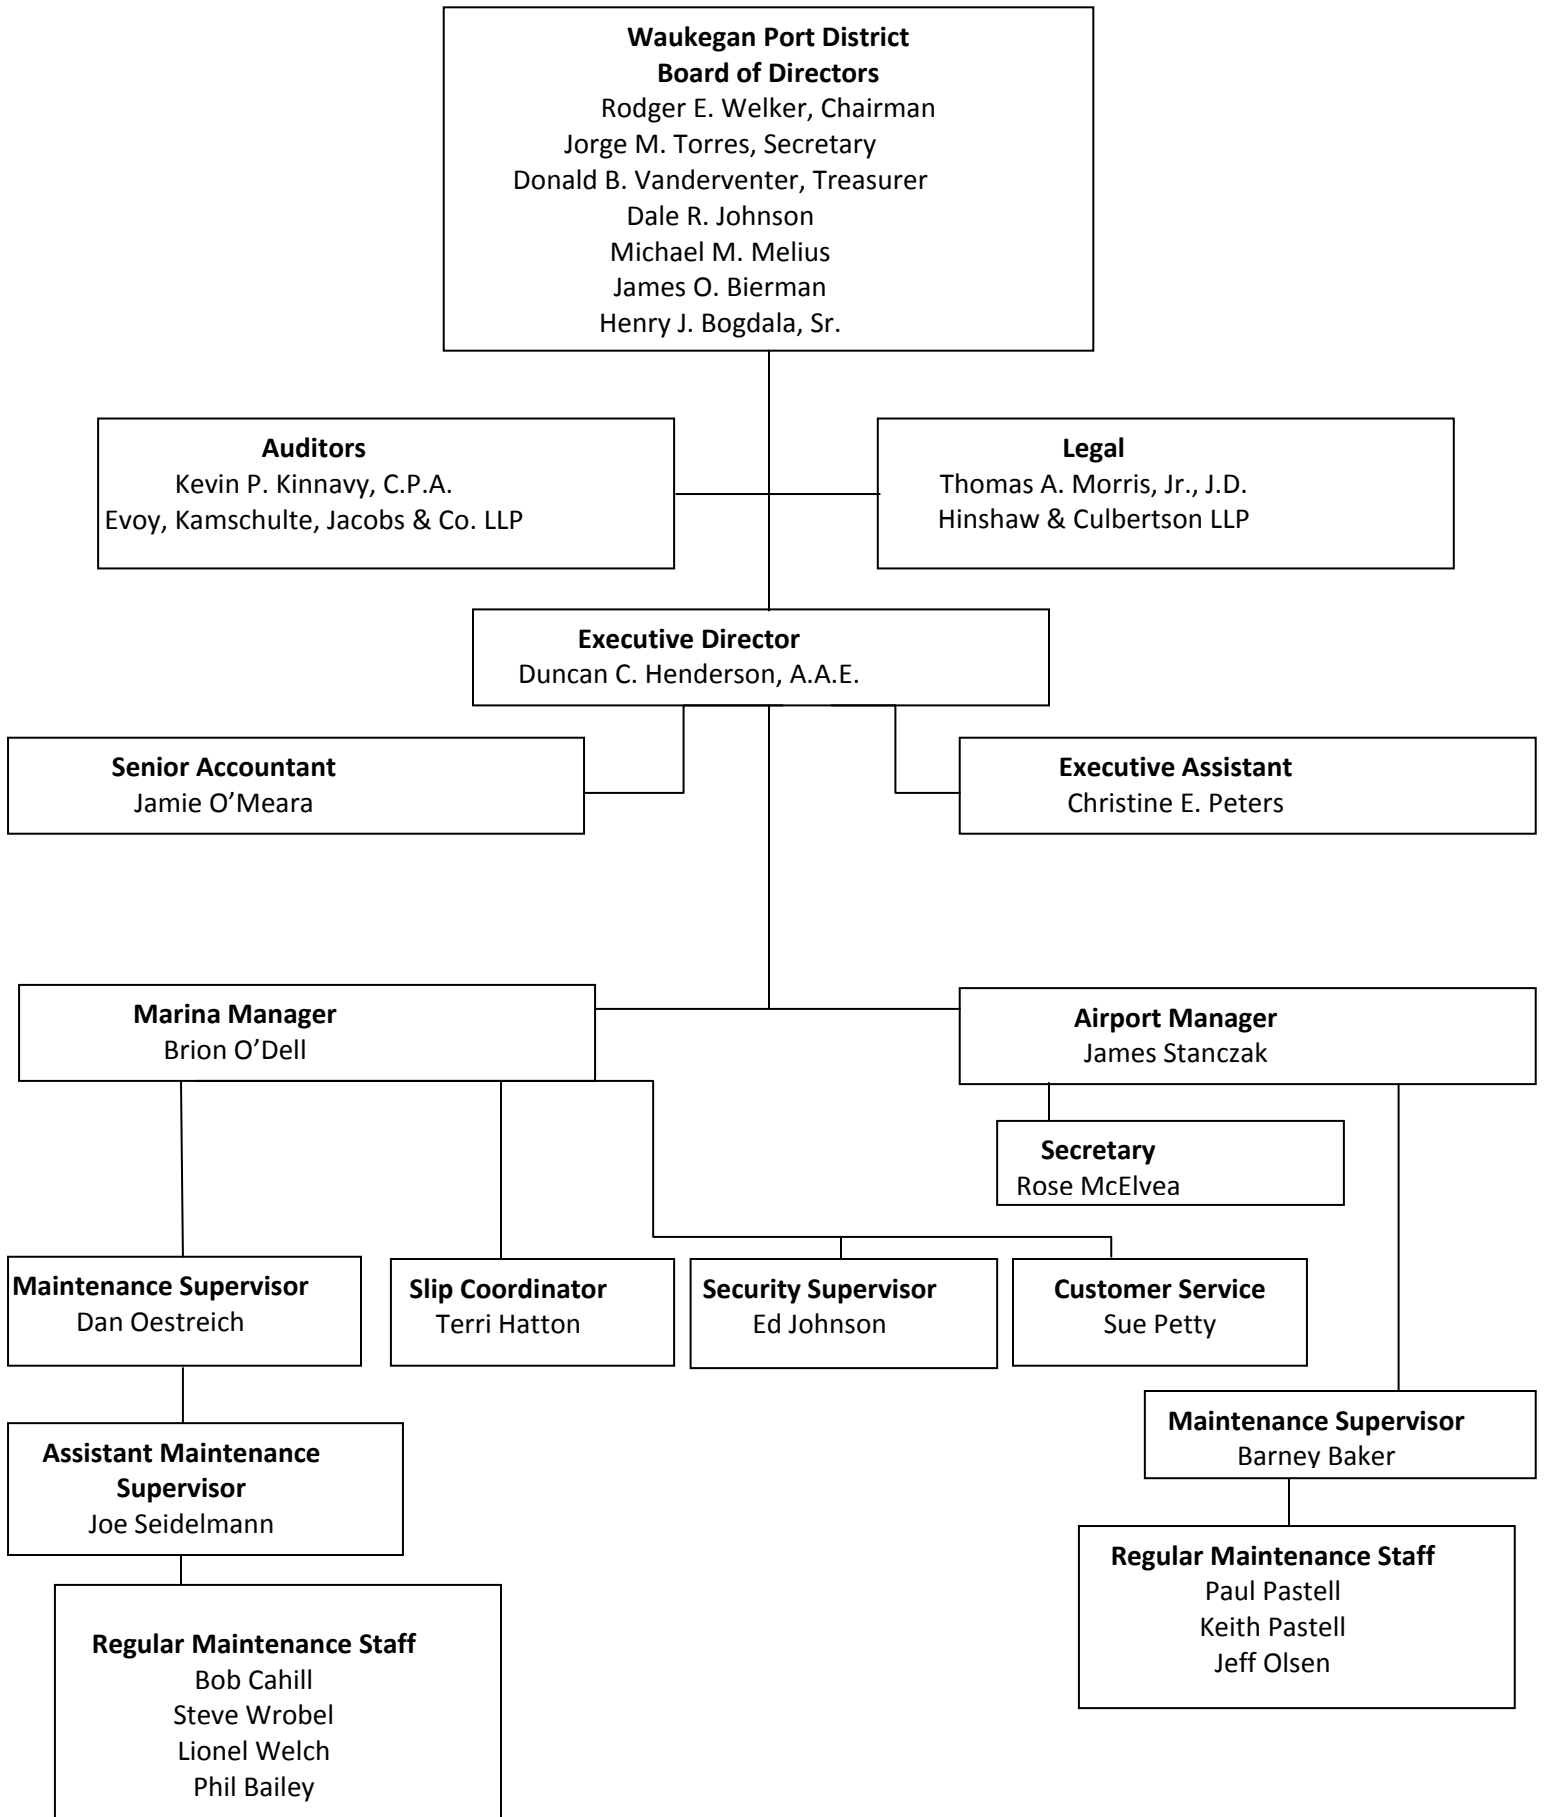 Waukegan Port District
Board of Directors
Rodger E. Welker, Chairman
Jorge M. Torres, Secretary
Donald B. Vanderventer, Treasurer
Dale R. Johnson
Michael M. Melius
James O. Bierman
Henry J. Bogdala, Sr.
Auditors
Kevin P. Kinnavy, C.P.A.
Evoy, Kamschulte, Jacobs & Co. LLP
Legal
Thomas A. Morris, Jr., J.D.
Hinshaw & Culbertson LLP
Executive Director
Duncan C. Henderson, A.A.E.
Senior Accountant
Jamie O’Meara
Executive Assistant
Christine E. Peters
Marina Manager
Brion O’Dell
Airport Manager
James Stanczak
Secretary
Rose McElvea
Maintenance Supervisor
Dan Oestreich
Slip Coordinator
Terri Hatton
Security Supervisor
Ed Johnson
Customer Service
Sue Petty
Assistant Maintenance
Supervisor
Joe Seidelmann
Maintenance Supervisor
Barney Baker
Regular Maintenance Staff
Paul Pastell
Keith Pastell
Jeff Olsen
Regular Maintenance Staff
Bob Cahill
Steve Wrobel
Lionel Welch
Phil Bailey